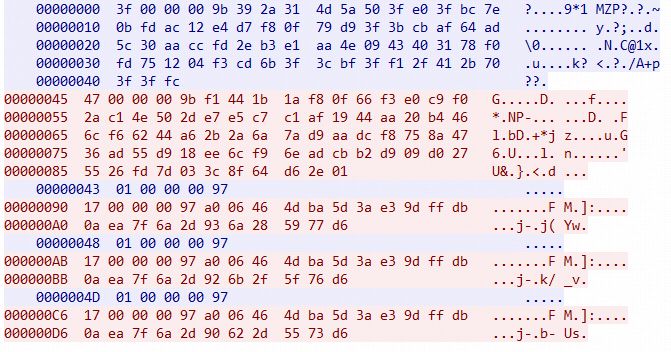 00000000 3f 00 00 00 9b 39 2a 31 4d 5a 50 3f e0 3f bc 7e ?....9*1 MZP?.?.~
00000010 0b fd ac 12 e4 d7 f8 0f 79 d9 3f 3b cb af 64 ad ........ y.?;..d.
00000020 5c 30 aa cc fd 2e b3 e1 aa 4e 09 43 40 31 78 f0 \0...... .N.C@1x.
00000030 fd 75 12 04 f3 cd 6b 3f 3c bf 3f f1 2f 41 2b 70 .u....k? <.?./A+p
00000040 3f 3f fc ??.
00000045 47 00 00 00 9b f1 44 1b 1a f8 0f 66 f3 e0 c9 f0 G.....D. ...f....
00000055 2a c1 4e 50 2d e7 e5 c7 c1 af 19 44 aa 20 b4 46 *.NP-... ...D. .F
00000065 6c f6 62 44 a6 2b 2a 6a 7a d9 aa dc f8 75 8a 47 l.bD.+*j z....u.G
00000075 36 ad 55 d9 18 ee 6c f9 6e ad cb b2 d9 09 d0 27 6.U...l. n......'
00000085 55 26 fd 7d 03 3c 8f 64 d6 2e 01 U&.}.<.d ...
00000043 01 00 00 00 97 .....
00000090 17 00 00 00 97 a0 06 46 4d ba 5d 3a e3 9d ff db .......F M.]:....
000000A0 0a ea 7f 6a 2d 93 6a 28 59 77 d6 ...j-.j( Yw.
00000048 01 00 00 00 97 .....
000000AB 17 00 00 00 97 a0 06 46 4d ba 5d 3a e3 9d ff db .......F M.]:....
000000BB 0a ea 7f 6a 2d 92 6b 2f 5f 76 d6 ...j-.k/ _v.
0000004D 01 00 00 00 97 .....
000000C6 17 00 00 00 97 a0 06 46 4d ba 5d 3a e3 9d ff db .......F M.]:....
000000D6 0a ea 7f 6a 2d 90 62 2d 55 73 d6 ...j-.b- Us.